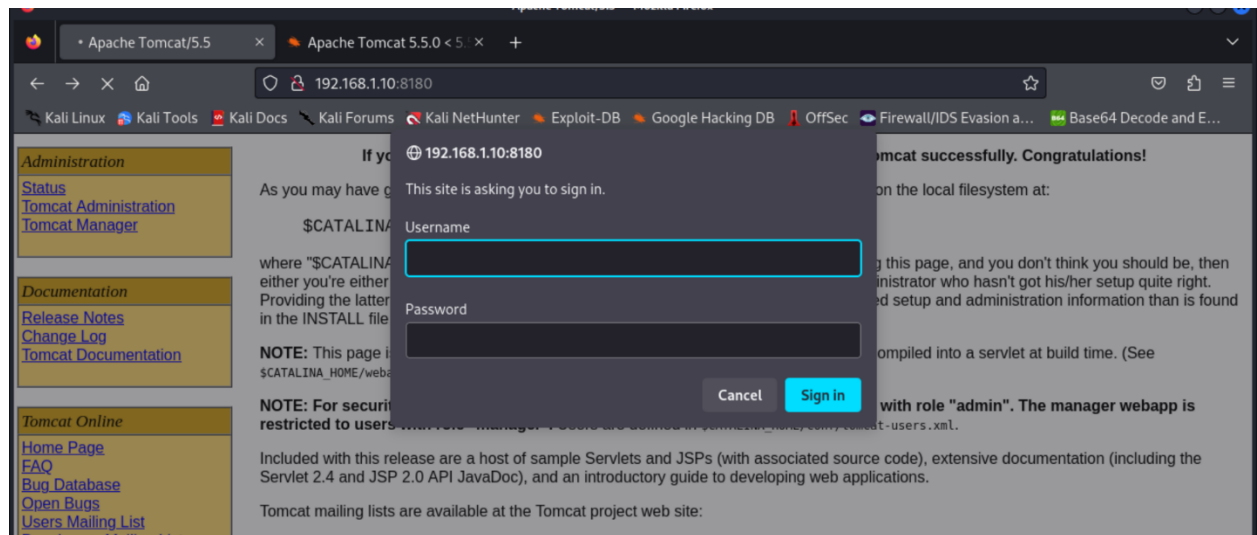 Apache Tomcat/5.5
Apache Tomcat 5.5.0 < 5.
192.168.1.10:8180
Kali Linux Kali Tools Kali Docs Kali Forums Kali NetHunter Exploit-DB Google Hacking DB OffSec Firewall/IDS Evasion a... Base64 Decode and E...
Administration
Status
Tomcat Administration
Tomcat Manager
Documentation
Release Notes
Change Log
Tomcat Documentation
Tomcat Online
Home Page
FAQ
Bug Database
Open Bugs
Users Mailing List
192.168.1.10:8180
This site is asking you to sign in.
Username
Password
Cancel Sign in
If yo omcat successfully. Congratulations!
As you may have g on the local filesystem at:
$CATALINA
where "$CATALINA g this page, and you don't think you should be, then
either you're either inistrator who hasn't got his/her setup quite right.
Providing the latter ed setup and administration information than is found
in the INSTALL file
NOTE: This page i ompiled into a servlet at build time. (See
$CATALINA_HOME/weba
NOTE: For securit with role "admin". The manager webapp is
restricted to users -users.xml.
Included with this release are a host of sample Servlets and JSPs (with associated source code), extensive documentation (including the
Servlet 2.4 and JSP 2.0 API JavaDoc), and an introductory guide to developing web applications.
Tomcat mailing lists are available at the Tomcat project web site: